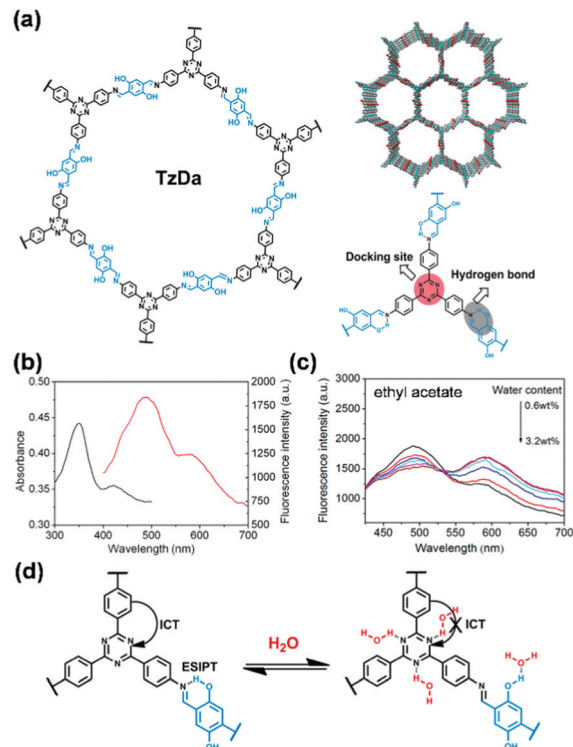 (a)
TzDa
Docking site
Hydrogen bond
(b)
Absorbance
0.50
0.45
0.40
0.35
0.30
300 400 500 600 700
Wavelength (nm)
2000
1750
1500
1250
1000
750
500
Fluorescence intensity (a.u.)
(c)
ethyl acetate
Water content
0.6wt%
3.2wt%
Fluorescence intensity (a.u.)
3000
2500
2000
1500
1000
450 500 550 600 650 700
Wavelength (nm)
(d)
ICT
ESIPT
H₂O
ICT